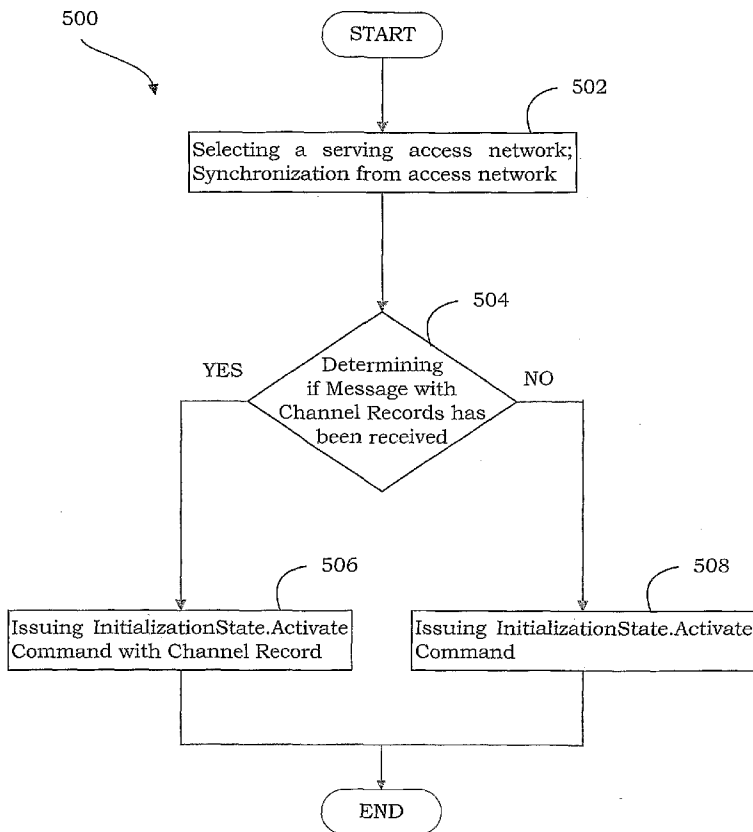 500
START
502
Selecting a serving access network;
Synchronization from access network
504
YES
Determining
if Message with
Channel Records has
been received
NO
506
Issuing InitializationState.Activate
Command with Channel Record
508
Issuing InitializationState.Activate
Command
END